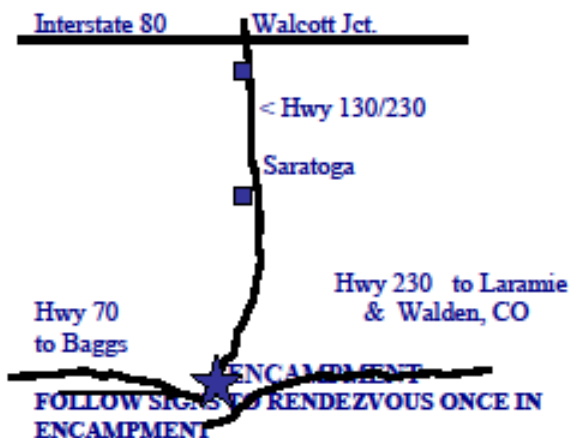 Interstate 80 Walcott Jct.
< Hwy 130/230
Saratoga
Hwy 230 to Laramie
& Walden, CO
Hwy 70
to Baggs
ENCAMPMENT
FOLLOW SIGNS TO RENDEZVOUS ONCE IN
ENCAMPMENT